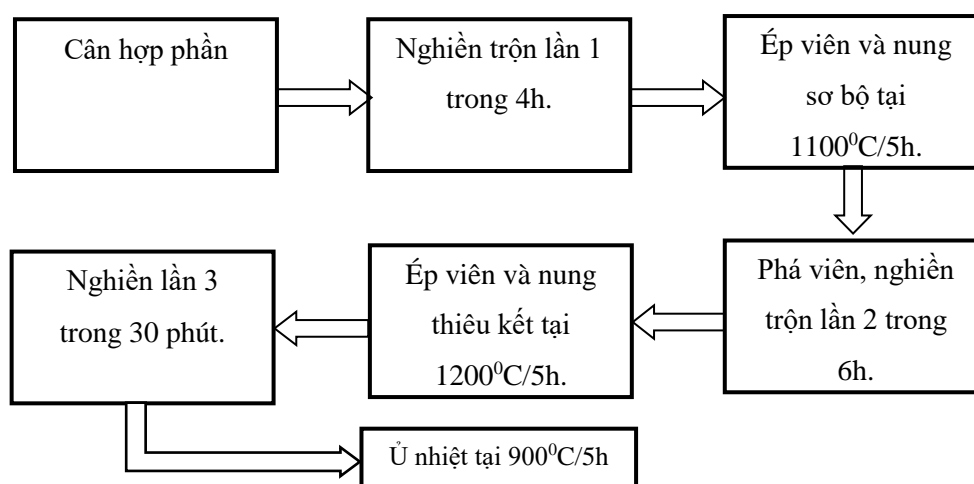 Cân hợp phần
Nghiền trộn lần 1
trong 4h.
Ép viên và nung
sơ bộ tại
1100⁰C/5h.
Phá viên, nghiền
trộn lần 2 trong
6h.
Ép viên và nung
thiêu kết tại
1200⁰C/5h.
Nghiền lần 3
trong 30 phút.
Ủ nhiệt tại 900⁰C/5h